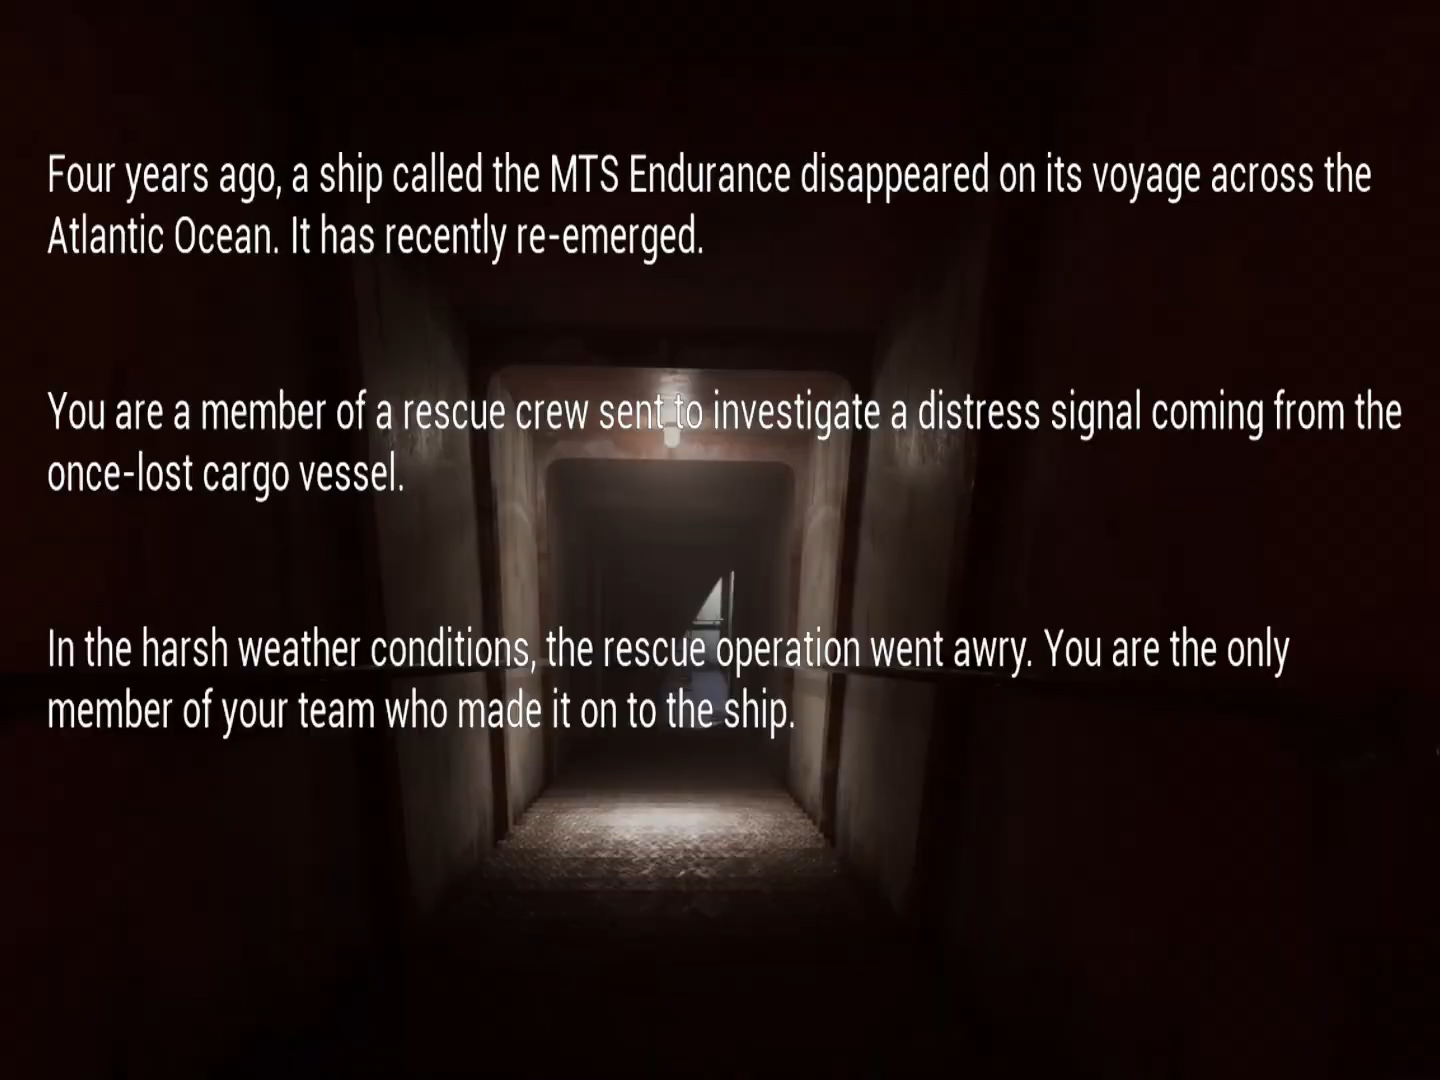 Four years ago, a ship called the MTS Endurance disappeared on its voyage across the
Atlantic Ocean. It has recently re-emerged.
You are a member of a rescue crew sent to investigate a distress signal coming from the
once-lost cargo vessel.
In the harsh weather conditions, the rescue operation went awry. You are the only
member of your team who made it on to the ship.